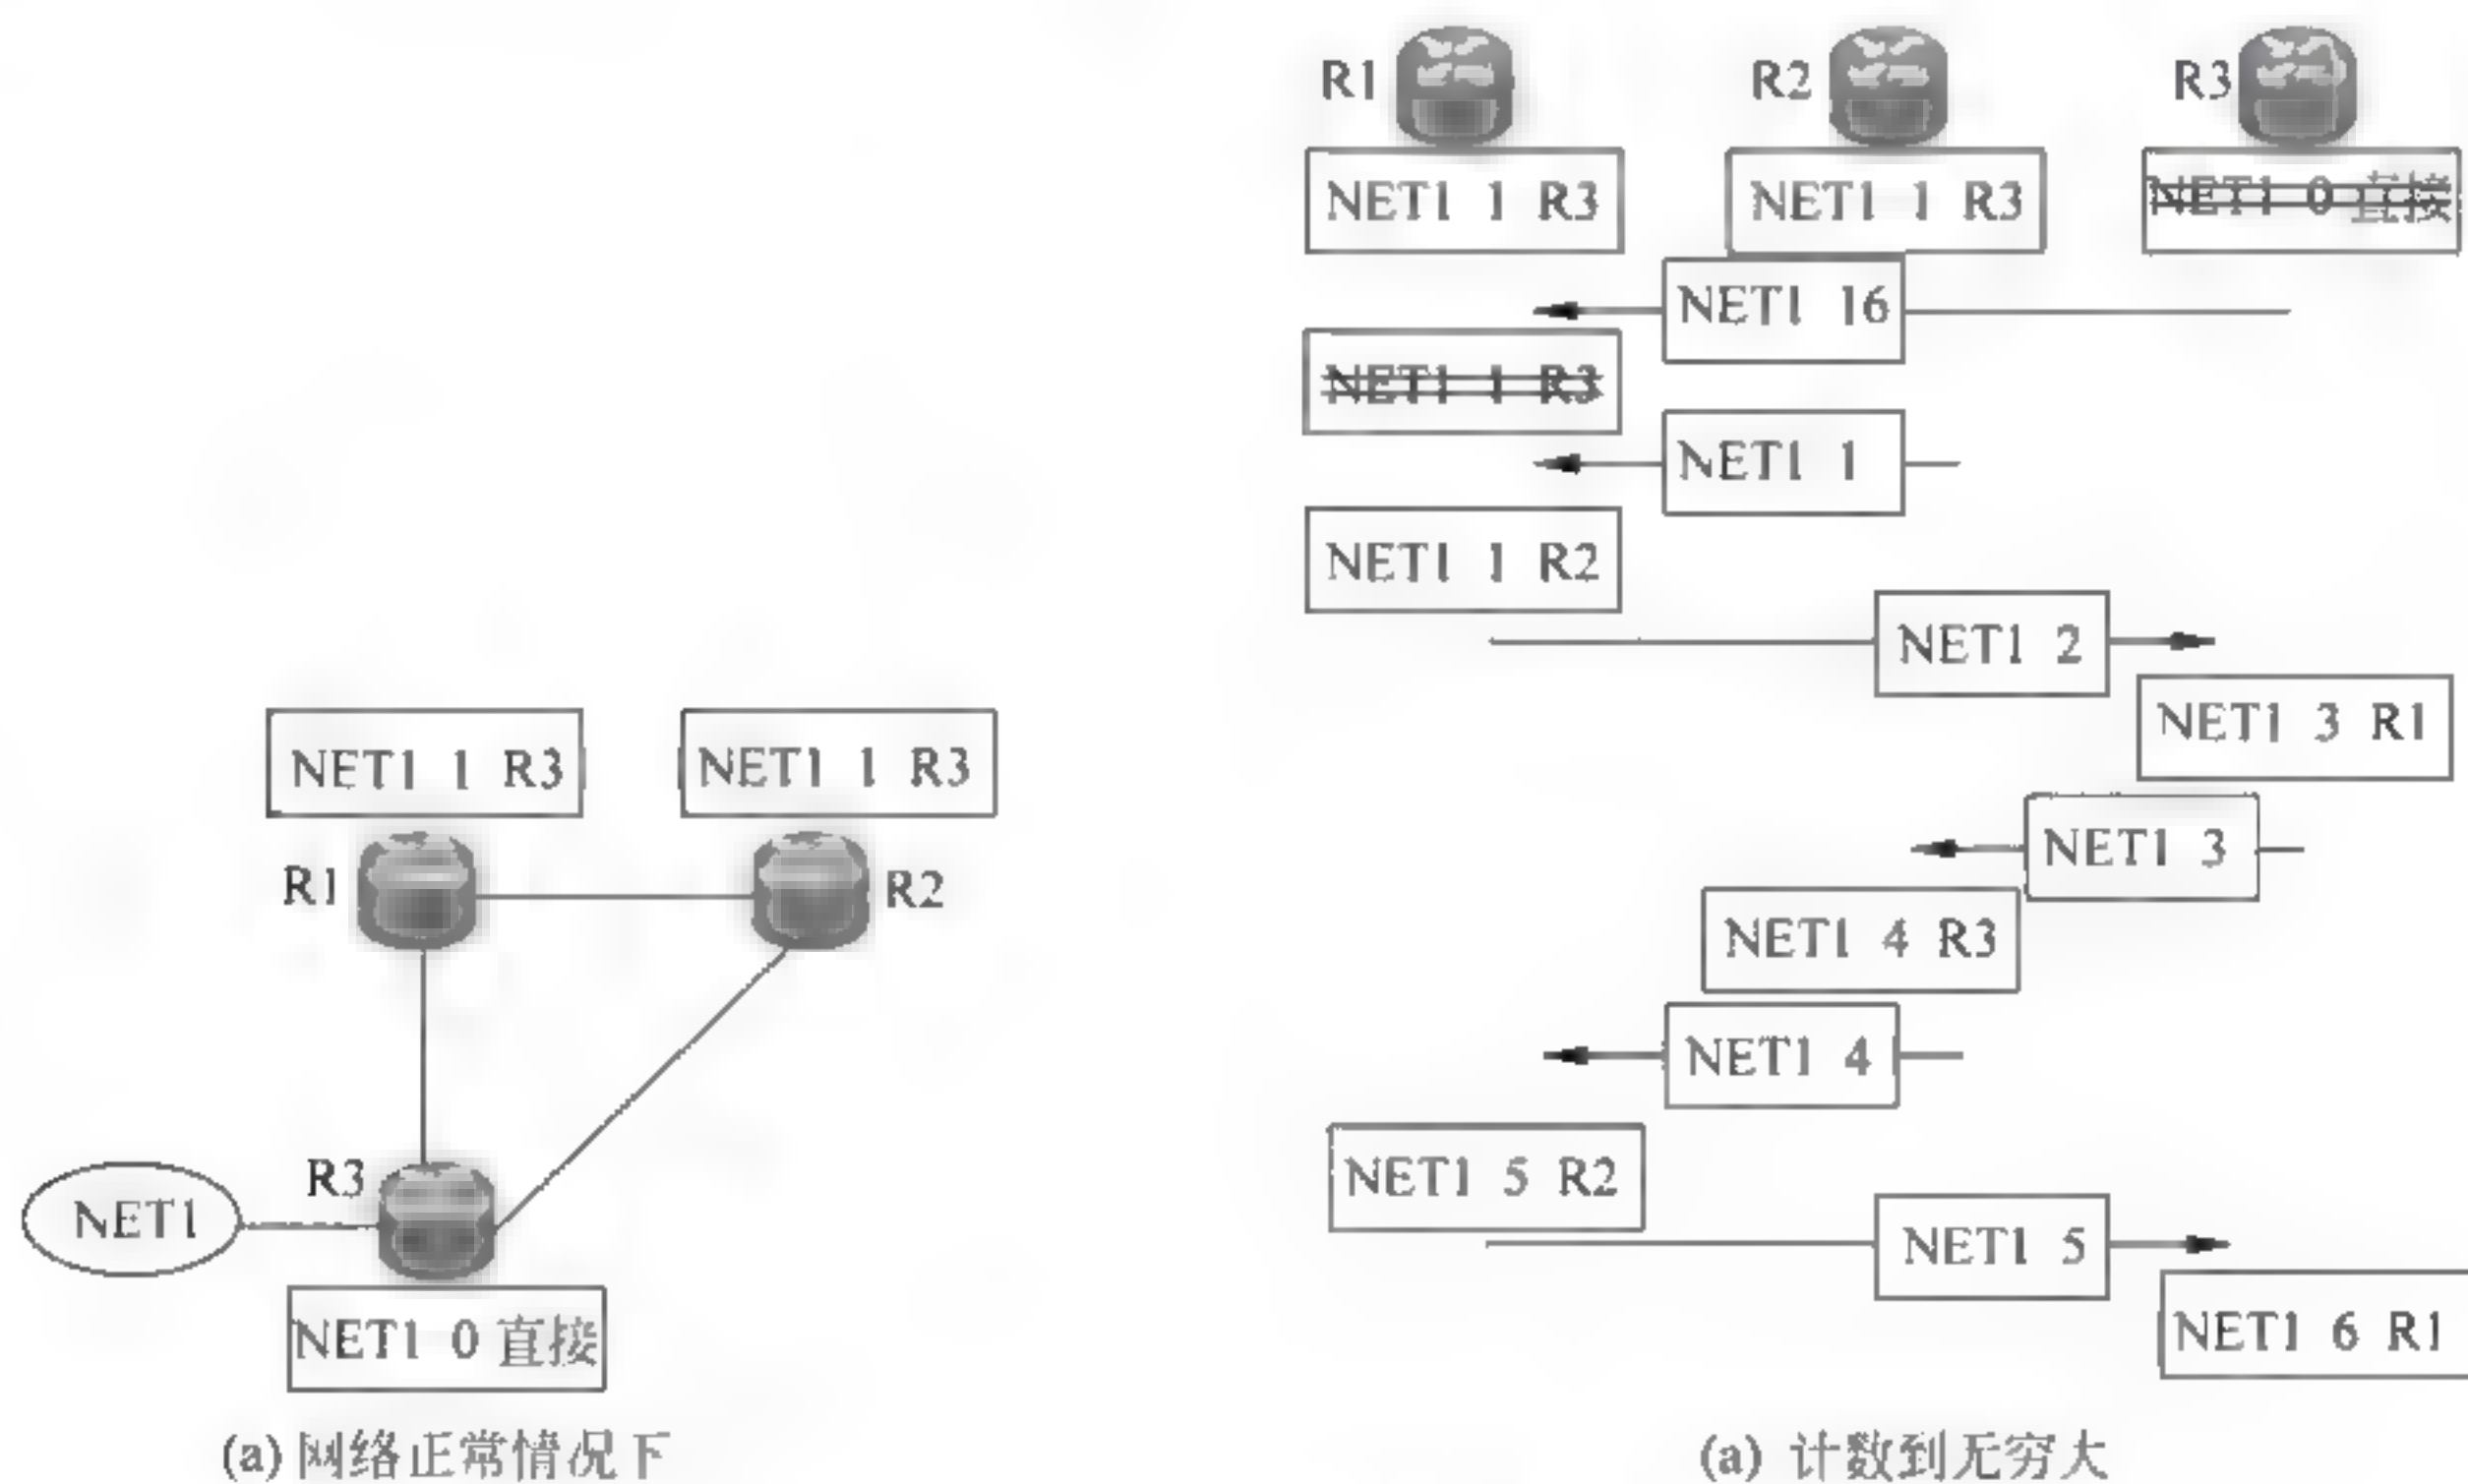 NET1 1 R3
NET1 1 R3
R1
R2
R3
NET1
NET1 0 直接
(a) 网络正常情况下
R1
R2
R3
NET1 1 R3
NET1 1 R3
NET1 0 直接
NET1 16
NET1 1 R3
NET1 1
NET1 1 R2
NET1 2
NET1 3 R1
NET1 3
NET1 4 R3
NET1 4
NET1 5 R2
NET1 5
NET1 6 R1
(a) 计数到无穷大